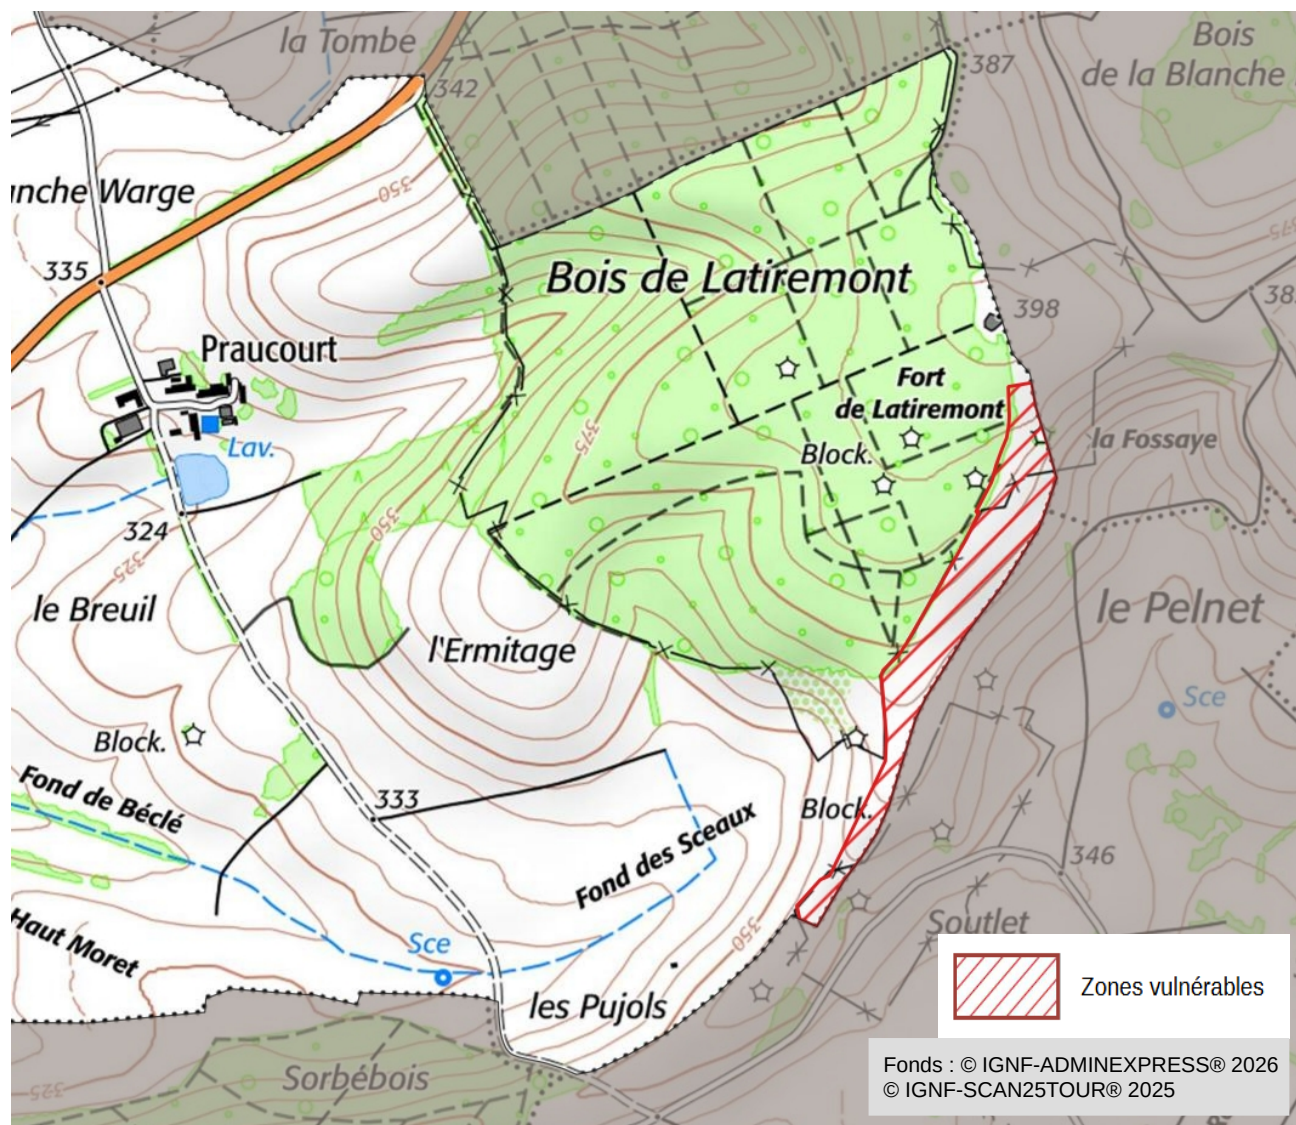 la Tombe
Bois
de la Blanche
387
342
350
nche Warge
375
335
Bois de Latiremont
398
Praucourt
Fort
de Latiremont
375
la Fossaye
Lav.
Block.
350
324
325
le Breuil
le Pelnet
l'Ermitage
Sce
Block.
Fond de Béclé
333
Block.
Fond des Sceaux
346
Haut Moret
350
Soutlet
Sce
les Pujols
Zones vulnérables
Sorbébois
325
Fonds : © IGNF-ADMINEXPRESS® 2026
© IGNF-SCAN25TOUR® 2025